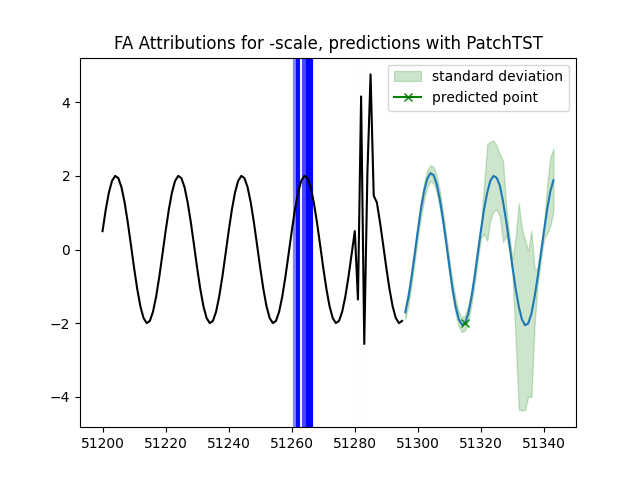 FA Attributions for -scale, predictions with PatchTST
standard deviation
predicted point
4
2
0
−2
−4
51200 51220 51240 51260 51280 51300 51320 51340